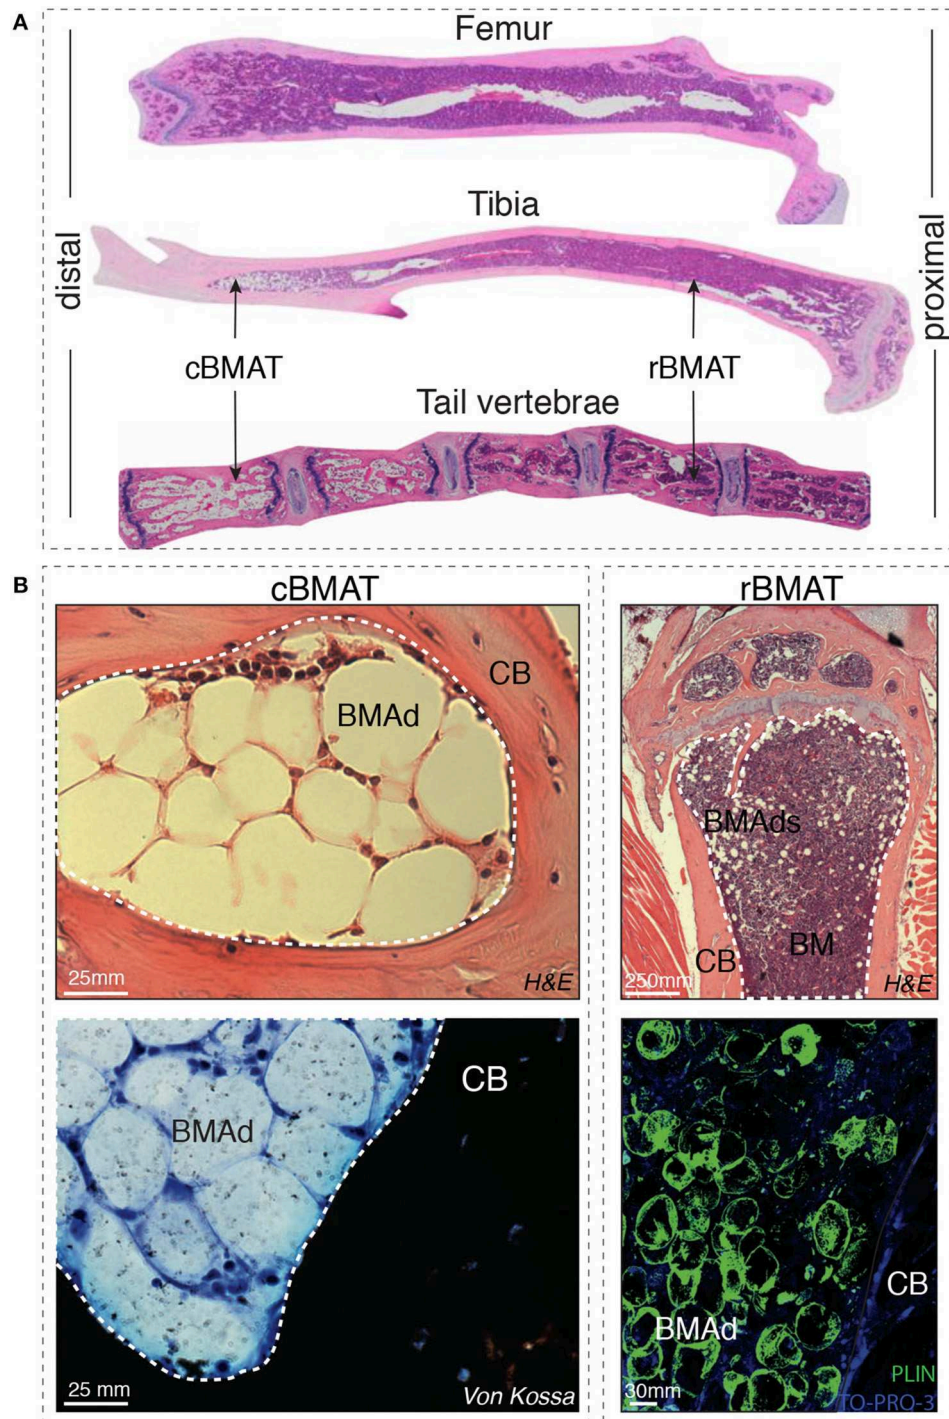 A
Femur
Tibia
distal
proximal
cBMAT
rBMAT
Tail vertebrae
B
cBMAT
rBMAT
CB
BMAd
25mm
H&E
BMAds
CB
BM
250mm
H&E
CB
BMAd
25 mm
Von Kossa
CB
BMAd
PLIN
30mm
TO-PRO-3